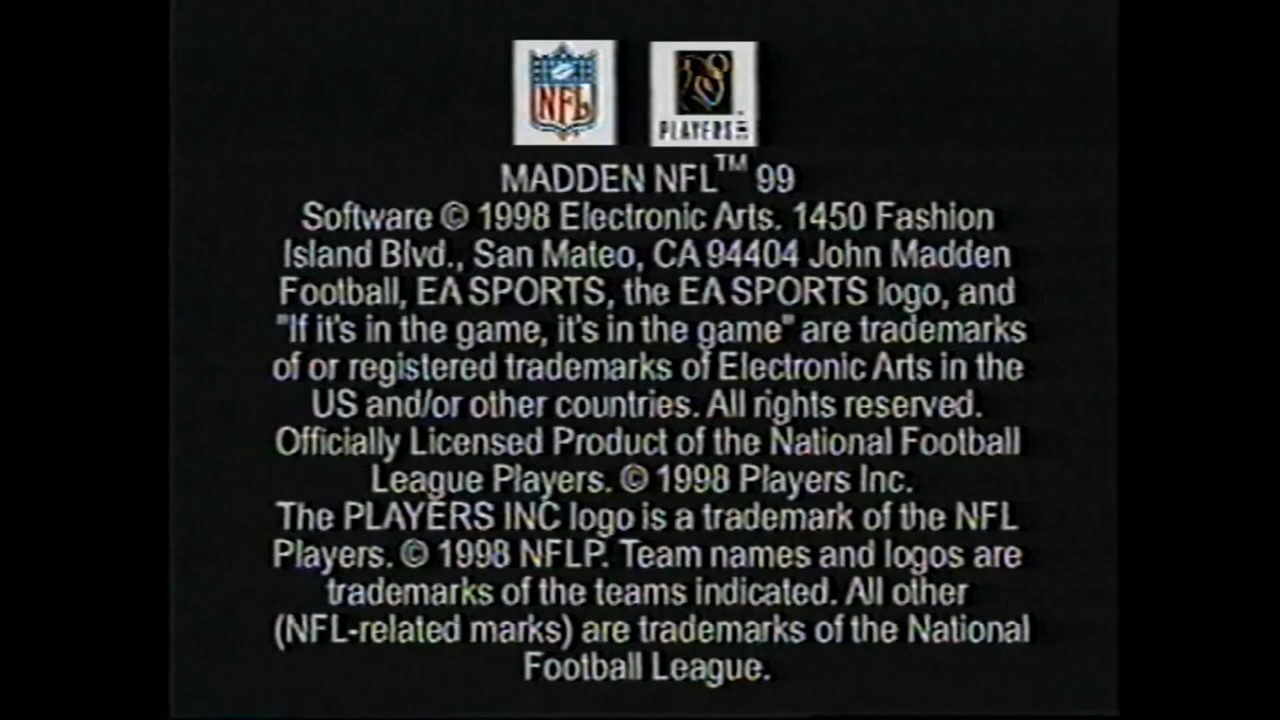 NFL
PLAYERS INC
MADDEN NFL™ 99
Software © 1998 Electronic Arts. 1450 Fashion
Island Blvd., San Mateo, CA 94404 John Madden
Football, EA SPORTS, the EA SPORTS logo, and
"If it's in the game, it's in the game" are trademarks
of or registered trademarks of Electronic Arts in the
US and/or other countries. All rights reserved.
Officially Licensed Product of the National Football
League Players. © 1998 Players Inc.
The PLAYERS INC logo is a trademark of the NFL
Players. © 1998 NFLP. Team names and logos are
trademarks of the teams indicated. All other
(NFL-related marks) are trademarks of the National
Football League.